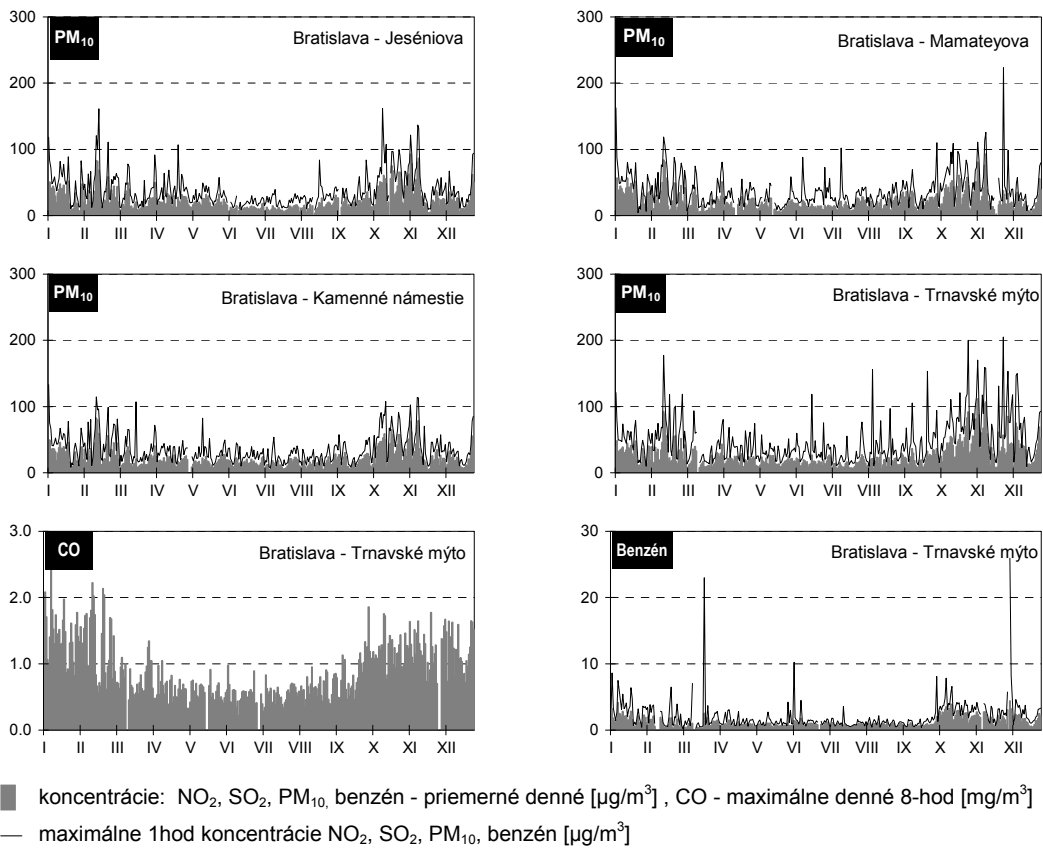 PM₁₀ Bratislava - Jeséniova
300
200
100
0
I II III IV V VI VII VIII IX X XI XII
PM₁₀ Bratislava - Mamateyova
300
200
100
0
I II III IV V VI VII VIII IX X XI XII
PM₁₀ Bratislava - Kamenné námestie
300
200
100
0
I II III IV V VI VII VIII IX X XI XII
PM₁₀ Bratislava - Trnavské mýto
300
200
100
0
I II III IV V VI VII VIII IX X XI XII
CO Bratislava - Trnavské mýto
3.0
2.0
1.0
0.0
I II III IV V VI VII VIII IX X XI XII
Benzén Bratislava - Trnavské mýto
30
20
10
0
I II III IV V VI VII VIII IX X XI XII
koncentrácie: NO₂, SO₂, PM₁₀, benzén - priemerné denné [µg/m³] , CO - maximálne denné 8-hod [mg/m³]
maximálne 1hod koncentrácie NO₂, SO₂, PM₁₀, benzén [µg/m³]